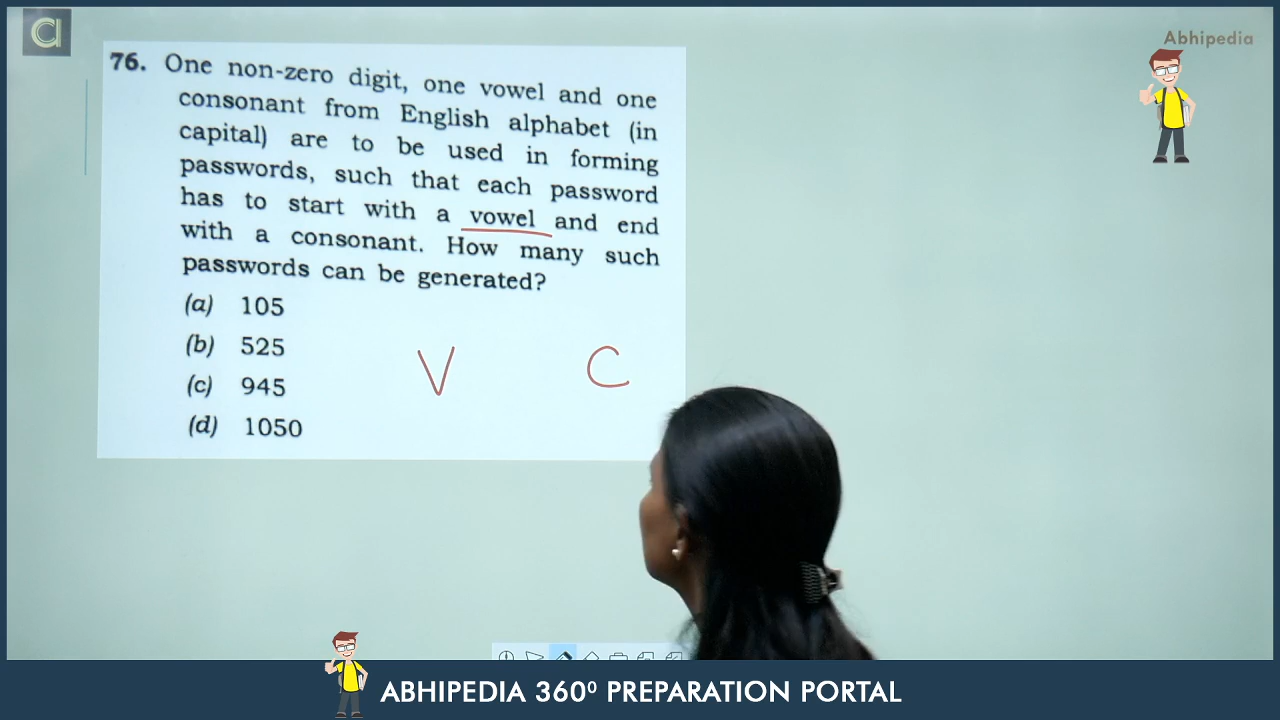 Abhipedia
76. One non-zero digit, one vowel and one
consonant from English alphabet (in
capital) are to be used in forming
passwords, such that each password
has to start with a vowel and end
with a consonant. How many such
passwords can be generated?
(a) 105
(b) 525
(c) 945
(d) 1050
V C
ABHIPEDIA 360⁰ PREPARATION PORTAL